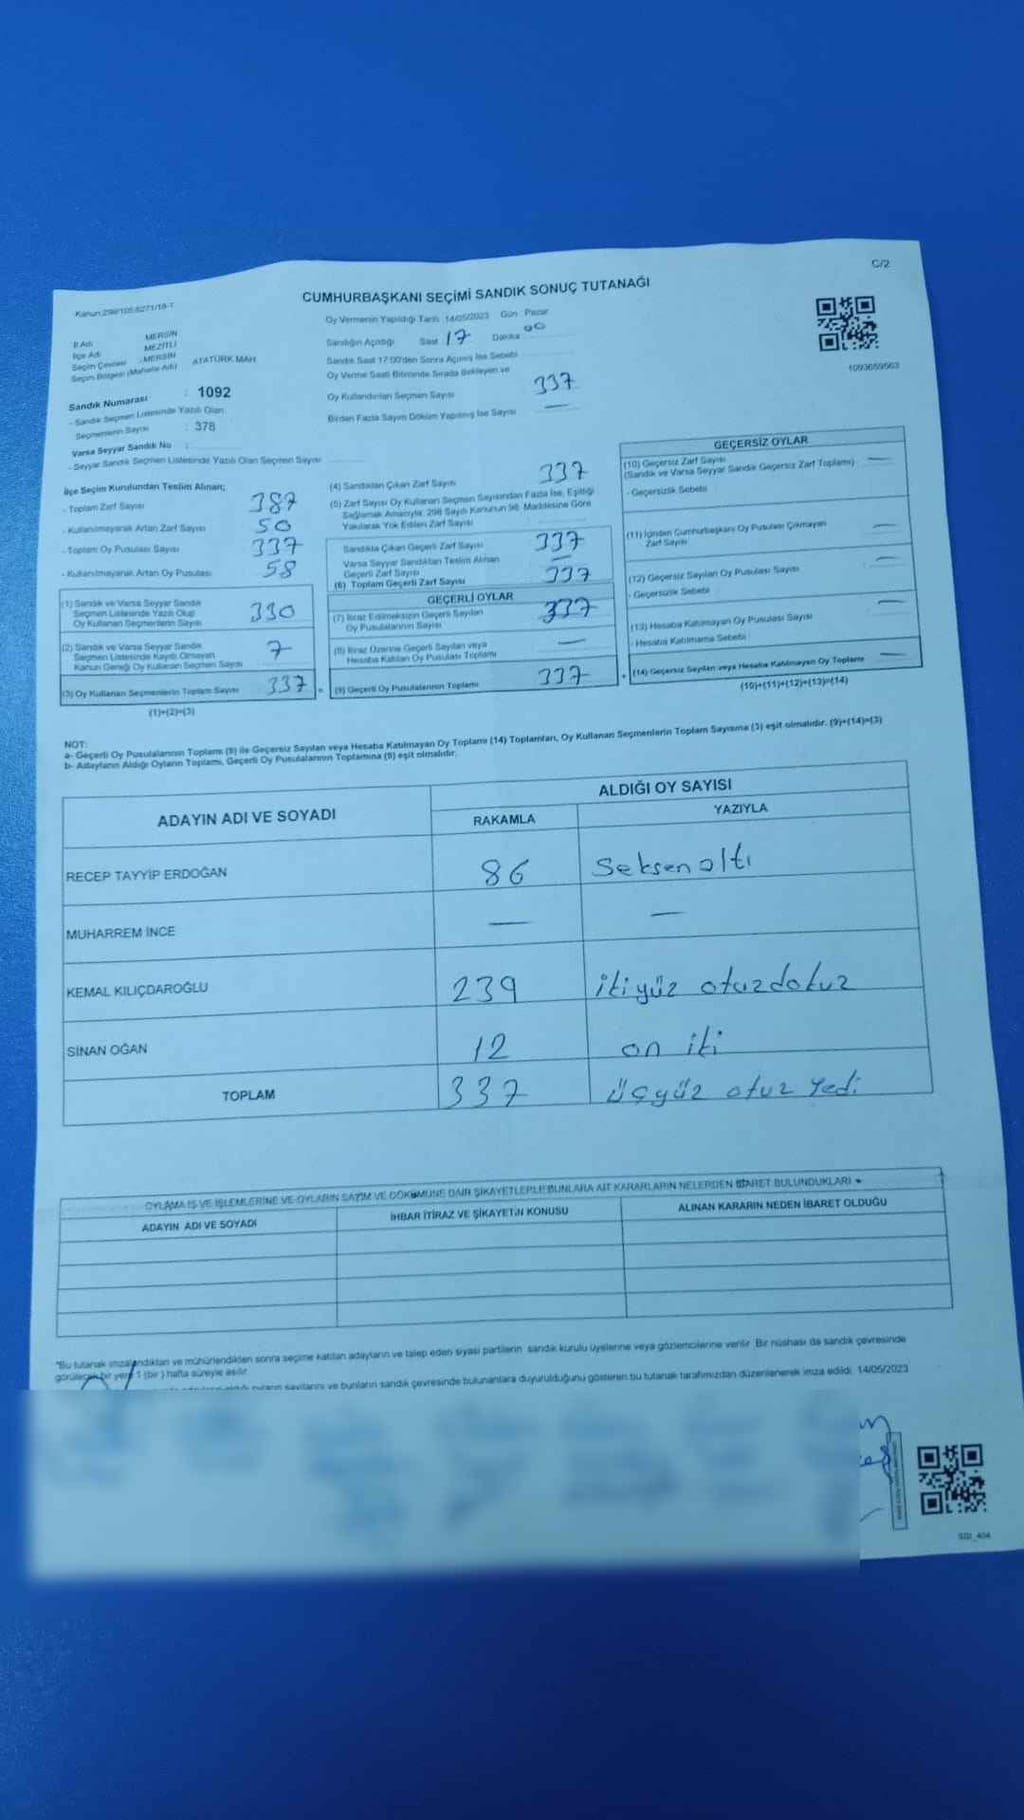 C/2
CUMHURBAŞKANI SEÇİMİ SANDIK SONUÇ TUTANAĞI
Oy Vermenin Yapıldığı Tarih 14/05/2023 Gün Pazar
İl Adı MERSİN
İlçe Adı MEZİTLİ
Seçim Çevresi :MERSİN
Seçim Bölgesi (Mahalle Adı) ATATÜRK MAH
Sandığın Açıldığı Saat 17 Dakika 00
Sandık Saat 17:00'den Sonra Açılmış İse Sebebi
Oy Verme Saati Bitiminde Sırada Bekleyen ve
Oy Kullandırılan Seçmen Sayısı 337
Birden Fazla Sayım Döküm Yapılmış İse Sayısı —
1093659563
Sandık Numarası : 1092
- Sandık Seçmen Listesinde Yazılı Olan
Seçmenlerin Sayısı : 378
Varsa Seyyar Sandık No :
- Seyyar Sandık Seçmen Listesinde Yazılı Olan Seçmen Sayısı
İlçe Seçim Kurulundan Teslim Alınan;
- Toplam Zarf Sayısı 387
- Kullanılmayarak Artan Zarf Sayısı 50
- Toplam Oy Pusulası Sayısı 337
- Kullanılmayarak Artan Oy Pusulası 58
(1) Sandık ve Varsa Seyyar Sandık
Seçmen Listesinde Yazılı Olup
Oy Kullanan Seçmenlerin Sayısı 330
(2) Sandık ve Varsa Seyyar Sandık
Seçmen Listesinde Kayıtlı Olmayan
Kanun Gereği Oy Kullanan Seçmen Sayısı 7
(3) Oy Kullanan Seçmenlerin Toplam Sayısı 337
(1)+(2)=(3)
(4) Sandıktan Çıkan Zarf Sayısı 337
(5) Zarf Sayısı Oy Kullanan Seçmen Sayısından Fazla İse, Eşitliği
Sağlamak Amacıyla, 298 Sayılı Kanunun 98. Maddesine Göre
Yakılarak Yok Edilen Zarf Sayısı
Sandıkta Çıkan Geçerli Zarf Sayısı 337
Varsa Seyyar Sandıktan Teslim Alınan
Geçerli Zarf Sayısı —
(6) Toplam Geçerli Zarf Sayısı 337
GEÇERLİ OYLAR
(7) İtiraz Edilmeksizin Geçerli Sayılan
Oy Pusulalarının Sayısı 337
(8) İtiraz Üzerine Geçerli Sayılan veya
Hesaba Katılan Oy Pusulası Toplamı —
(9) Geçerli Oy Pusulalarının Toplamı 337
GEÇERSİZ OYLAR
(10) Geçersiz Zarf Sayısı —
(Sandık ve Varsa Seyyar Sandık Geçersiz Zarf Toplamı)
- Geçersizlik Sebebi
(11) İçinden Cumhurbaşkanı Oy Pusulası Çıkmayan
Zarf Sayısı —
(12) Geçersiz Sayılan Oy Pusulası Sayısı —
- Geçersizlik Sebebi
(13) Hesaba Katılmayan Oy Pusulası Sayısı —
- Hesaba Katılmama Sebebi
(14) Geçersiz Sayılan veya Hesaba Katılmayan Oy Toplamı —
(10)+(11)+(12)+(13)=(14)
NOT:
a- Geçerli Oy Pusulalarının Toplamı (9) ile Geçersiz Sayılan veya Hesaba Katılmayan Oy Toplamı (14) Toplamları, Oy Kullanan Seçmenlerin Toplam Sayısına (3) eşit olmalıdır. (9)+(14)=(3)
b- Adayların Aldığı Oyların Toplamı, Geçerli Oy Pusulalarının Toplamına (9) eşit olmalıdır.
ADAYIN ADI VE SOYADI ALDIĞI OY SAYISI
RAKAMLA YAZIYLA
RECEP TAYYİP ERDOĞAN 86 Seksen altı
MUHARREM İNCE — —
KEMAL KILIÇDAROĞLU 239 ikiyüz otuzdokuz
SİNAN OĞAN 12 on iki
TOPLAM 337 üçyüz otuz yedi
OYLAMA İŞ VE İŞLEMLERİNE VE OYLARIN SAYIM VE DÖKÜMÜNE DAİR ŞİKAYETLERLE BUNLARA AİT KARARLARIN NELERDEN İBARET BULUNDUKLARI
ADAYIN ADI VE SOYADI İHBAR İTİRAZ VE ŞİKAYETİN KONUSU ALINAN KARARIN NEDEN İBARET OLDUĞU
*Bu tutanak imzalandıktan ve mühürlendikten sonra seçime katılan adayların ve talep eden siyasi partilerin sandık kurulu üyelerine veya gözlemcilerine verilir. Bir nüshası da sandık çevresinde
görülecek bir yere 1 (bir) hafta süreyle asılır.
oyların sayılarını ve bunların sandık çevresinde bulunanlara duyurulduğunu gösteren bu tutanak tarafımızdan düzenlenerek imza edildi. 14/05/2023